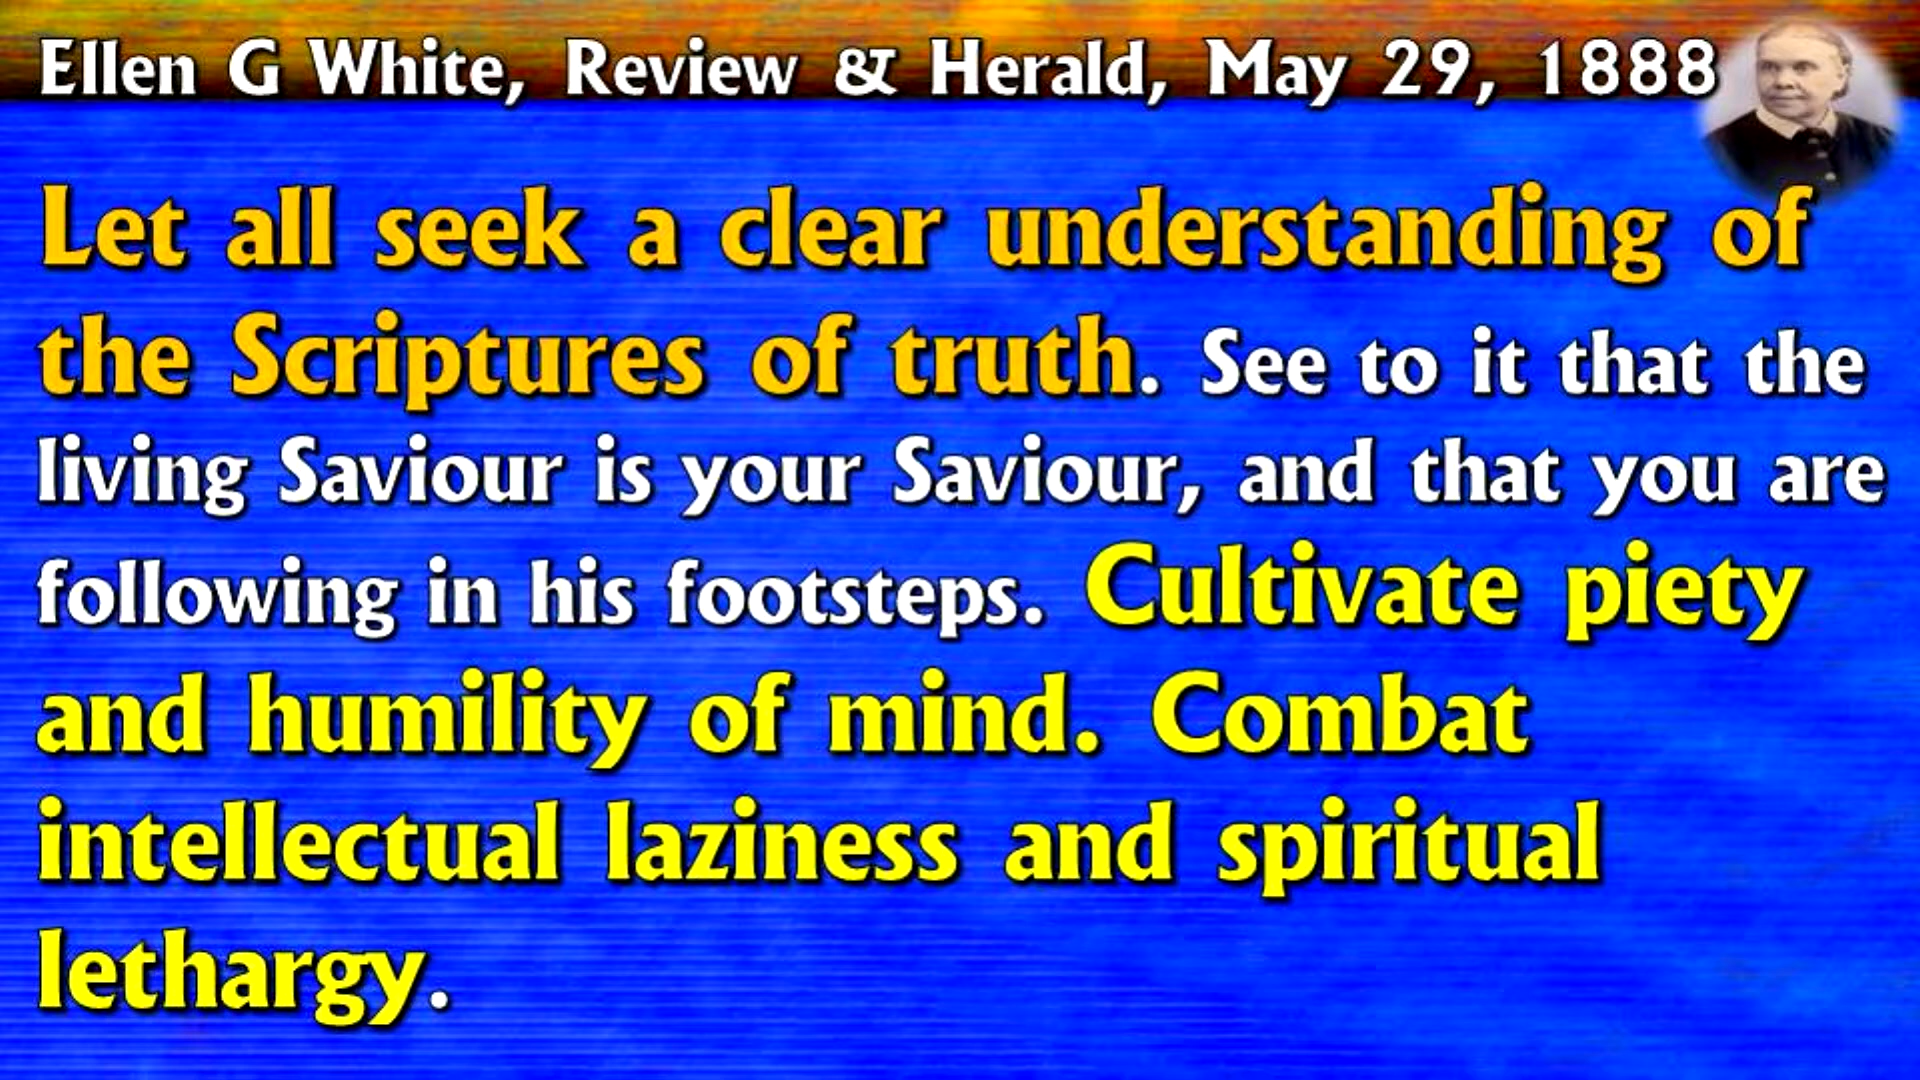 Ellen G White, Review & Herald, May 29, 1888
Let all seek a clear understanding of
the Scriptures of truth. See to it that the
living Saviour is your Saviour, and that you are
following in his footsteps. Cultivate piety
and humility of mind. Combat
intellectual laziness and spiritual
lethargy.